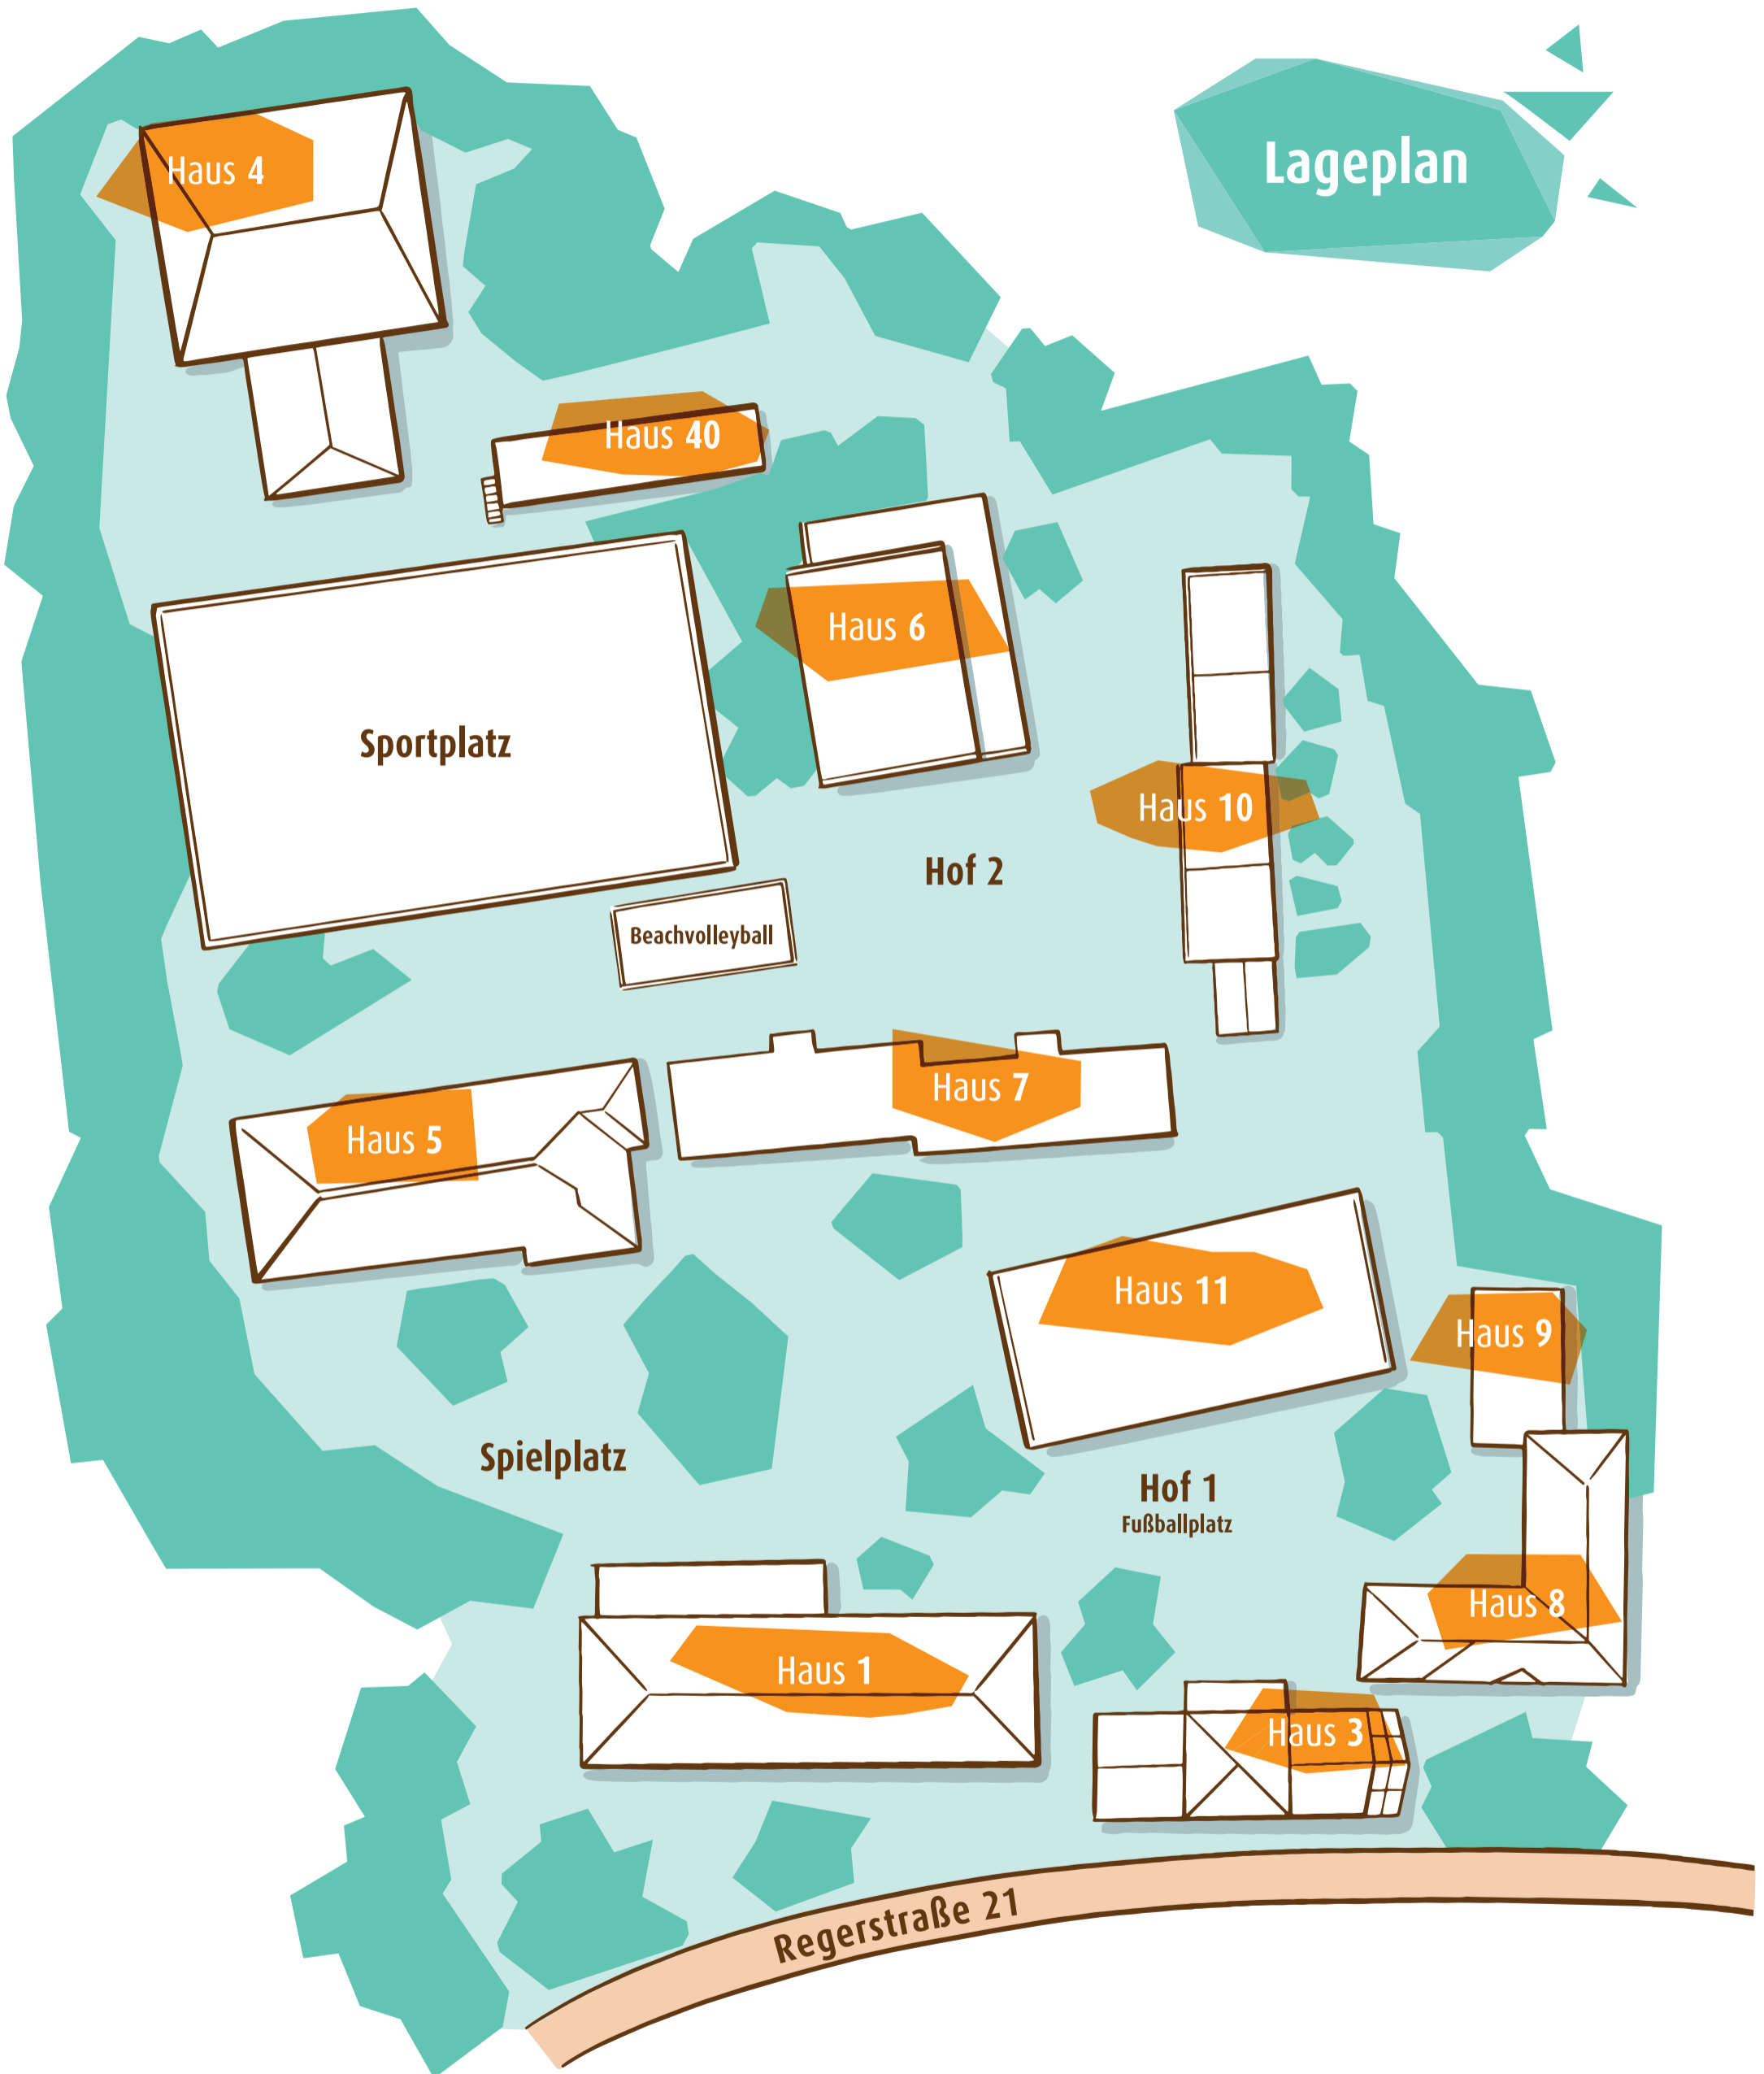 Lageplan
Haus 4
Haus 40
Haus 6
Sportplatz
Haus 10
Hof 2
Beachvolleyball
Haus 7
Haus 5
Haus 11
Haus 9
Spielplatz
Hof 1
Fußballplatz
Haus 8
Haus 1
Haus 3
Regerstraße 21